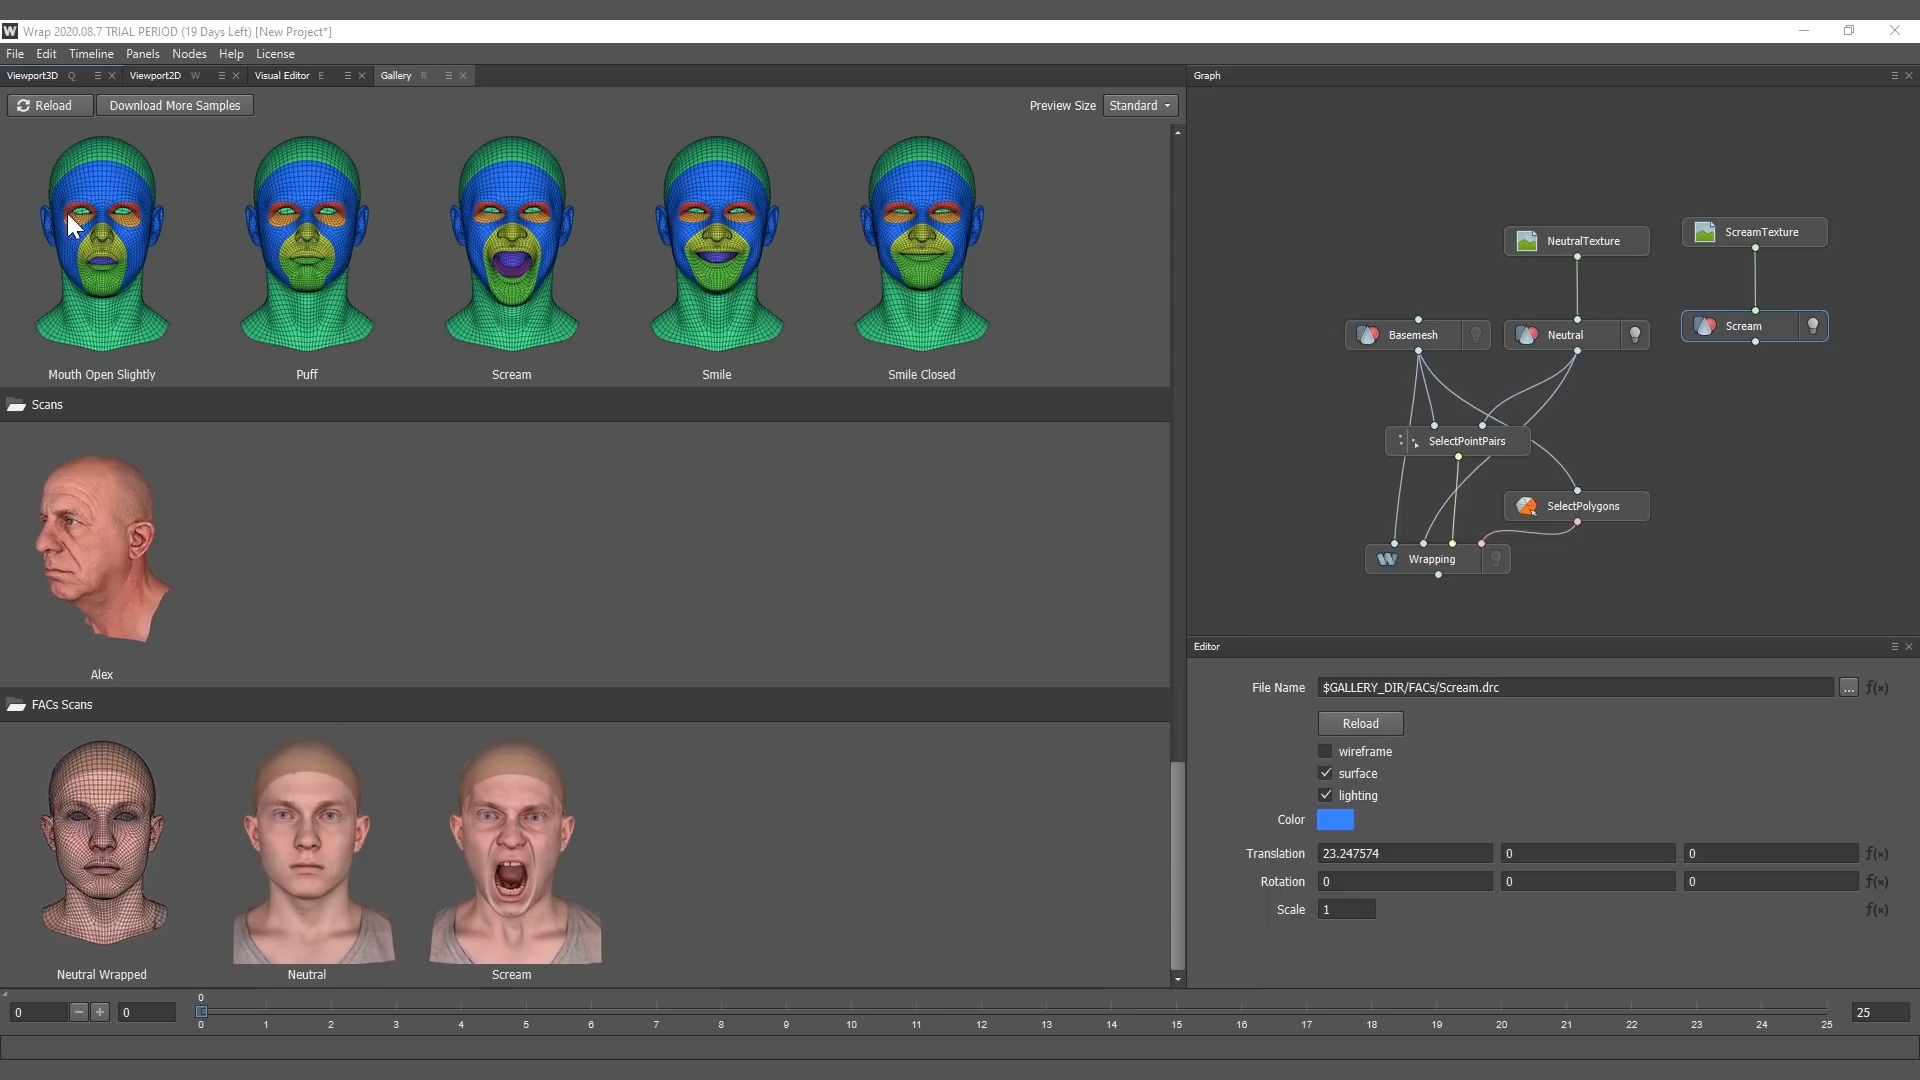 W Wrap 2020.08.7 TRIAL PERIOD (19 Days Left) [New Project*]
File Edit Timeline Panels Nodes Help License
Viewport3D Q Viewport2D W Visual Editor E Gallery R Graph
Reload Download More Samples Preview Size Standard
Mouth Open Slightly Puff Scream Smile Smile Closed
Scans
Alex
FACs Scans
Neutral Wrapped Neutral Scream
NeutralTexture ScreamTexture
Basemesh Neutral Scream
SelectPointPairs
SelectPolygons
Wrapping
Editor
File Name $GALLERY_DIR/FACs/Scream.drc ... f(×)
Reload
wireframe
surface
lighting
Color
Translation 23.247574 0 0 f(×)
Rotation 0 0 0 f(×)
Scale 1 f(×)
0
0 0 25
0 1 2 3 4 5 6 7 8 9 10 11 12 13 14 15 16 17 18 19 20 21 22 23 24 25